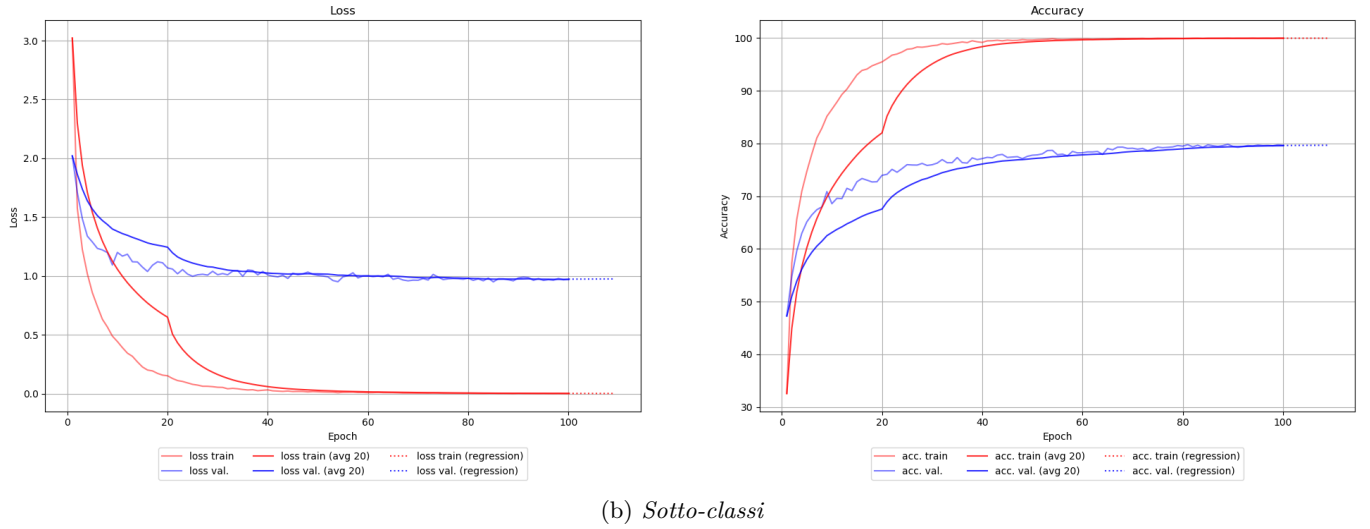 Loss
3.0
2.5
2.0
1.5
1.0
0.5
0.0
Loss
0 20 40 60 80 100
Epoch
loss train loss train (avg 20) loss train (regression)
loss val. loss val. (avg 20) loss val. (regression)
Accuracy
100
90
80
70
60
50
40
30
Accuracy
0 20 40 60 80 100
Epoch
acc. train acc. train (avg 20) acc. train (regression)
acc. val. acc. val. (avg 20) acc. val. (regression)
(b) Sotto-classi